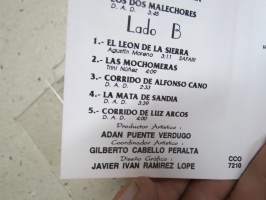 LOS DOS MALECHORES
D. A. D. 3:45
Lado B
1.- EL LEON DE LA SIERRA
Agustín Moreno 3:11 SAFARI
2.- LAS MOCHOMERAS
Trini Núñez 4:09
3.- CORRIDO DE ALFONSO CANO
D. A. D. 2:33
4.- LA MATA DE SANDIA
D. A. D. 3:39
5.- CORRIDO DE LUZ ARCOS
D. A. D. 4:00
Productor Artístico :
ADAN PUENTE VERDUGO
Coordinador Artístico :
GILBERTO CABELLO PERALTA
Diseño Gráfico : CCO
JAVIER IVAN RAMIREZ LOPE 7210